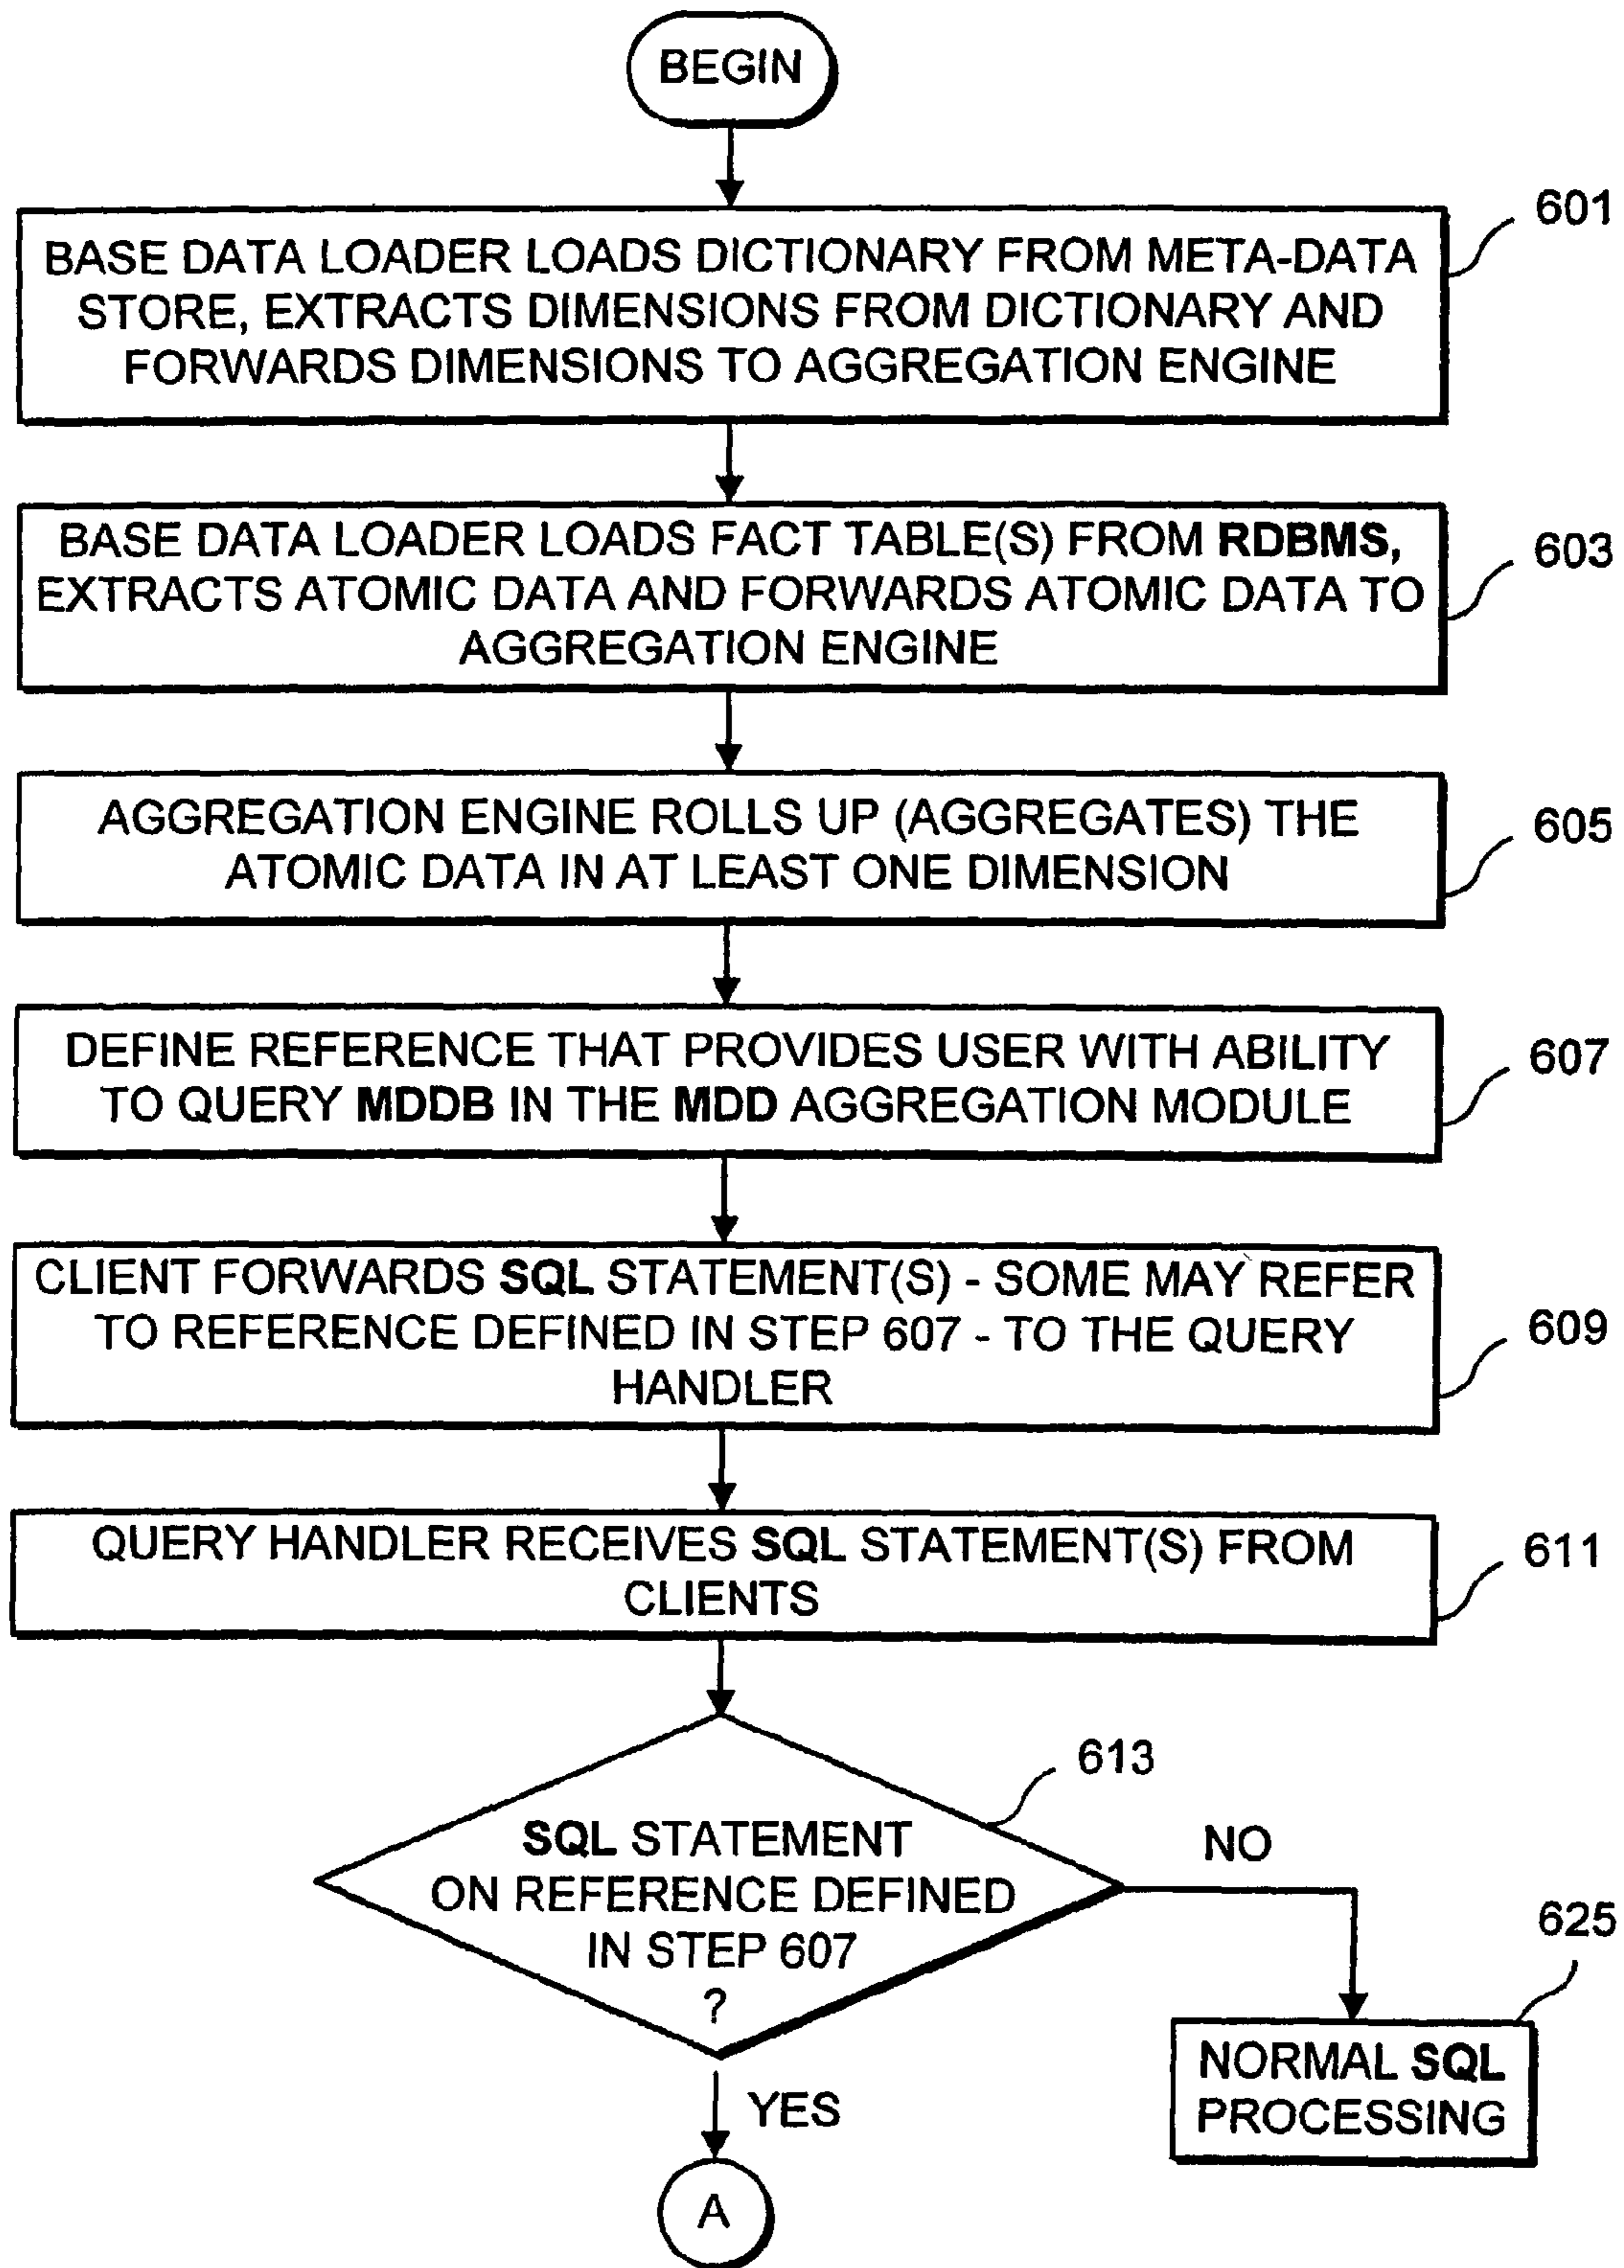 BEGIN
601
BASE DATA LOADER LOADS DICTIONARY FROM META-DATA
STORE, EXTRACTS DIMENSIONS FROM DICTIONARY AND
FORWARDS DIMENSIONS TO AGGREGATION ENGINE
603
BASE DATA LOADER LOADS FACT TABLE(S) FROM RDBMS,
EXTRACTS ATOMIC DATA AND FORWARDS ATOMIC DATA TO
AGGREGATION ENGINE
605
AGGREGATION ENGINE ROLLS UP (AGGREGATES) THE
ATOMIC DATA IN AT LEAST ONE DIMENSION
607
DEFINE REFERENCE THAT PROVIDES USER WITH ABILITY
TO QUERY MDDB IN THE MDD AGGREGATION MODULE
609
CLIENT FORWARDS SQL STATEMENT(S) - SOME MAY REFER
TO REFERENCE DEFINED IN STEP 607 - TO THE QUERY
HANDLER
611
QUERY HANDLER RECEIVES SQL STATEMENT(S) FROM
CLIENTS
613
SQL STATEMENT
ON REFERENCE DEFINED
IN STEP 607
?
NO
625
NORMAL SQL
PROCESSING
YES
A